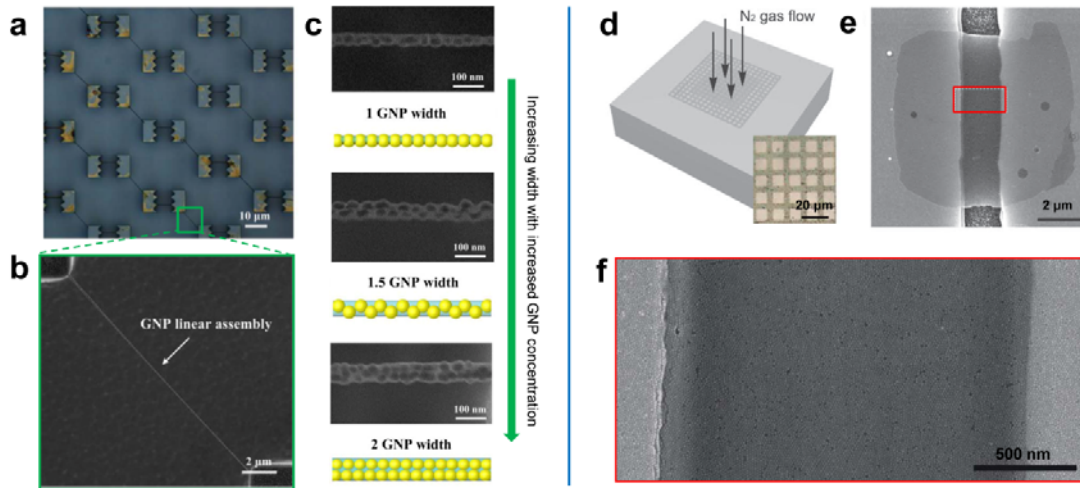 a
10 µm
b
GNP linear assembly
2 µm
c
100 nm
1 GNP width
100 nm
1.5 GNP width
100 nm
2 GNP width
Increasing width with increased GNP concentration
d
N₂ gas flow
20 µm
e
2 µm
f
500 nm